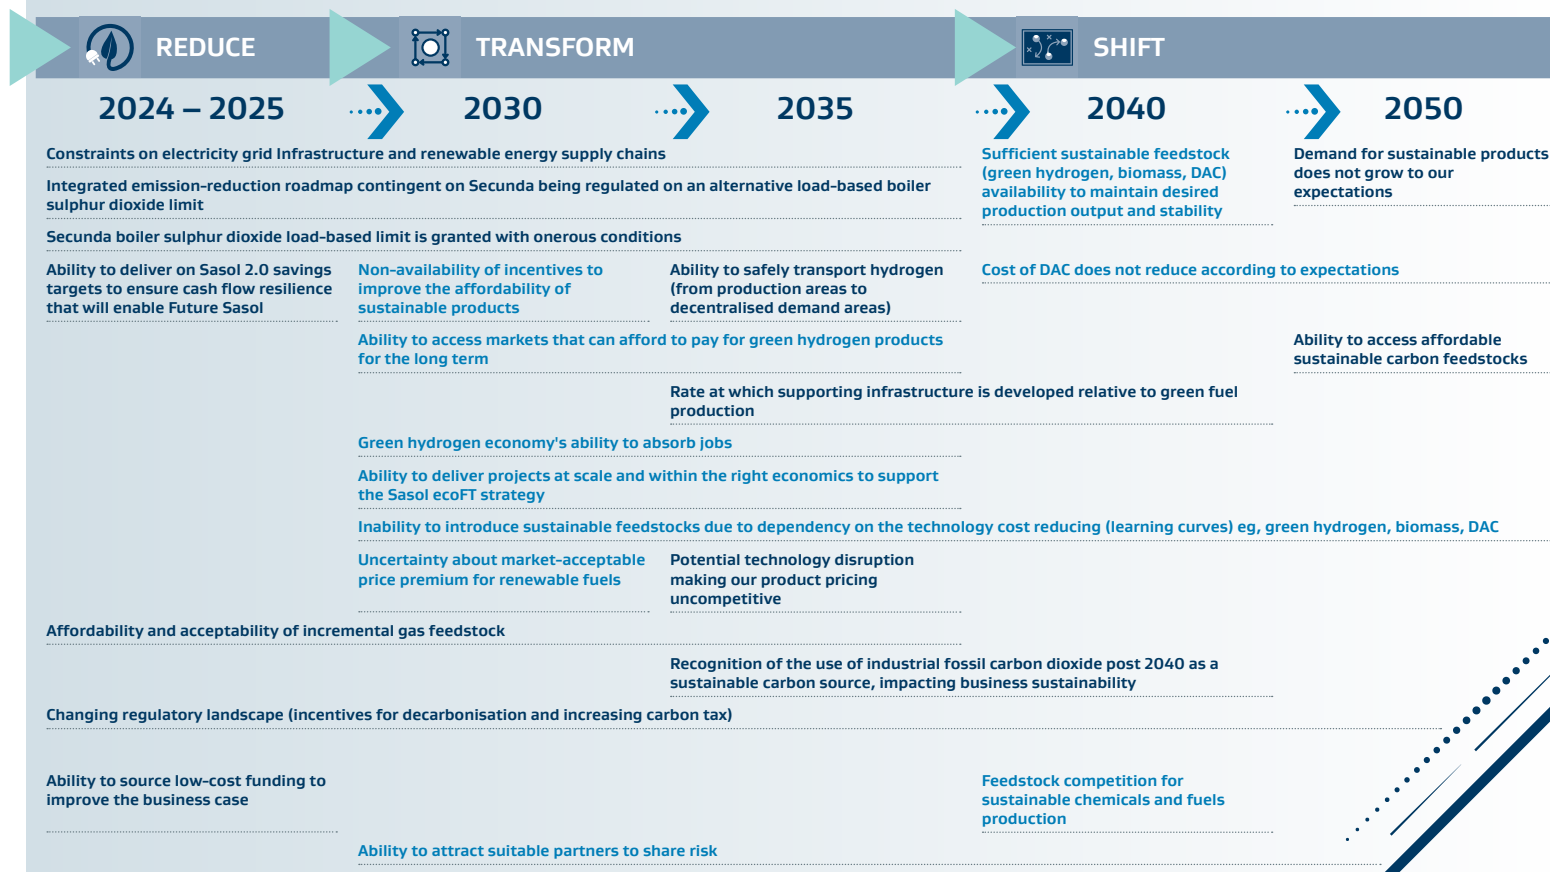 REDUCE
TRANSFORM
SHIFT
2024 – 2025
2030
2035
2040
2050
Constraints on electricity grid Infrastructure and renewable energy supply chains
Sufficient sustainable feedstock
(green hydrogen, biomass, DAC)
availability to maintain desired
production output and stability
Demand for sustainable products
does not grow to our
expectations
Integrated emission-reduction roadmap contingent on Secunda being regulated on an alternative load-based boiler
sulphur dioxide limit
Secunda boiler sulphur dioxide load-based limit is granted with onerous conditions
Ability to deliver on Sasol 2.0 savings
targets to ensure cash flow resilience
that will enable Future Sasol
Non-availability of incentives to
improve the affordability of
sustainable products
Ability to safely transport hydrogen
(from production areas to
decentralised demand areas)
Cost of DAC does not reduce according to expectations
Ability to access markets that can afford to pay for green hydrogen products
for the long term
Ability to access affordable
sustainable carbon feedstocks
Rate at which supporting infrastructure is developed relative to green fuel
production
Green hydrogen economy's ability to absorb jobs
Ability to deliver projects at scale and within the right economics to support
the Sasol ecoFT strategy
Inability to introduce sustainable feedstocks due to dependency on the technology cost reducing (learning curves) eg, green hydrogen, biomass, DAC
Uncertainty about market-acceptable
price premium for renewable fuels
Potential technology disruption
making our product pricing
uncompetitive
Affordability and acceptability of incremental gas feedstock
Recognition of the use of industrial fossil carbon dioxide post 2040 as a
sustainable carbon source, impacting business sustainability
Changing regulatory landscape (incentives for decarbonisation and increasing carbon tax)
Ability to source low-cost funding to
improve the business case
Feedstock competition for
sustainable chemicals and fuels
production
Ability to attract suitable partners to share risk